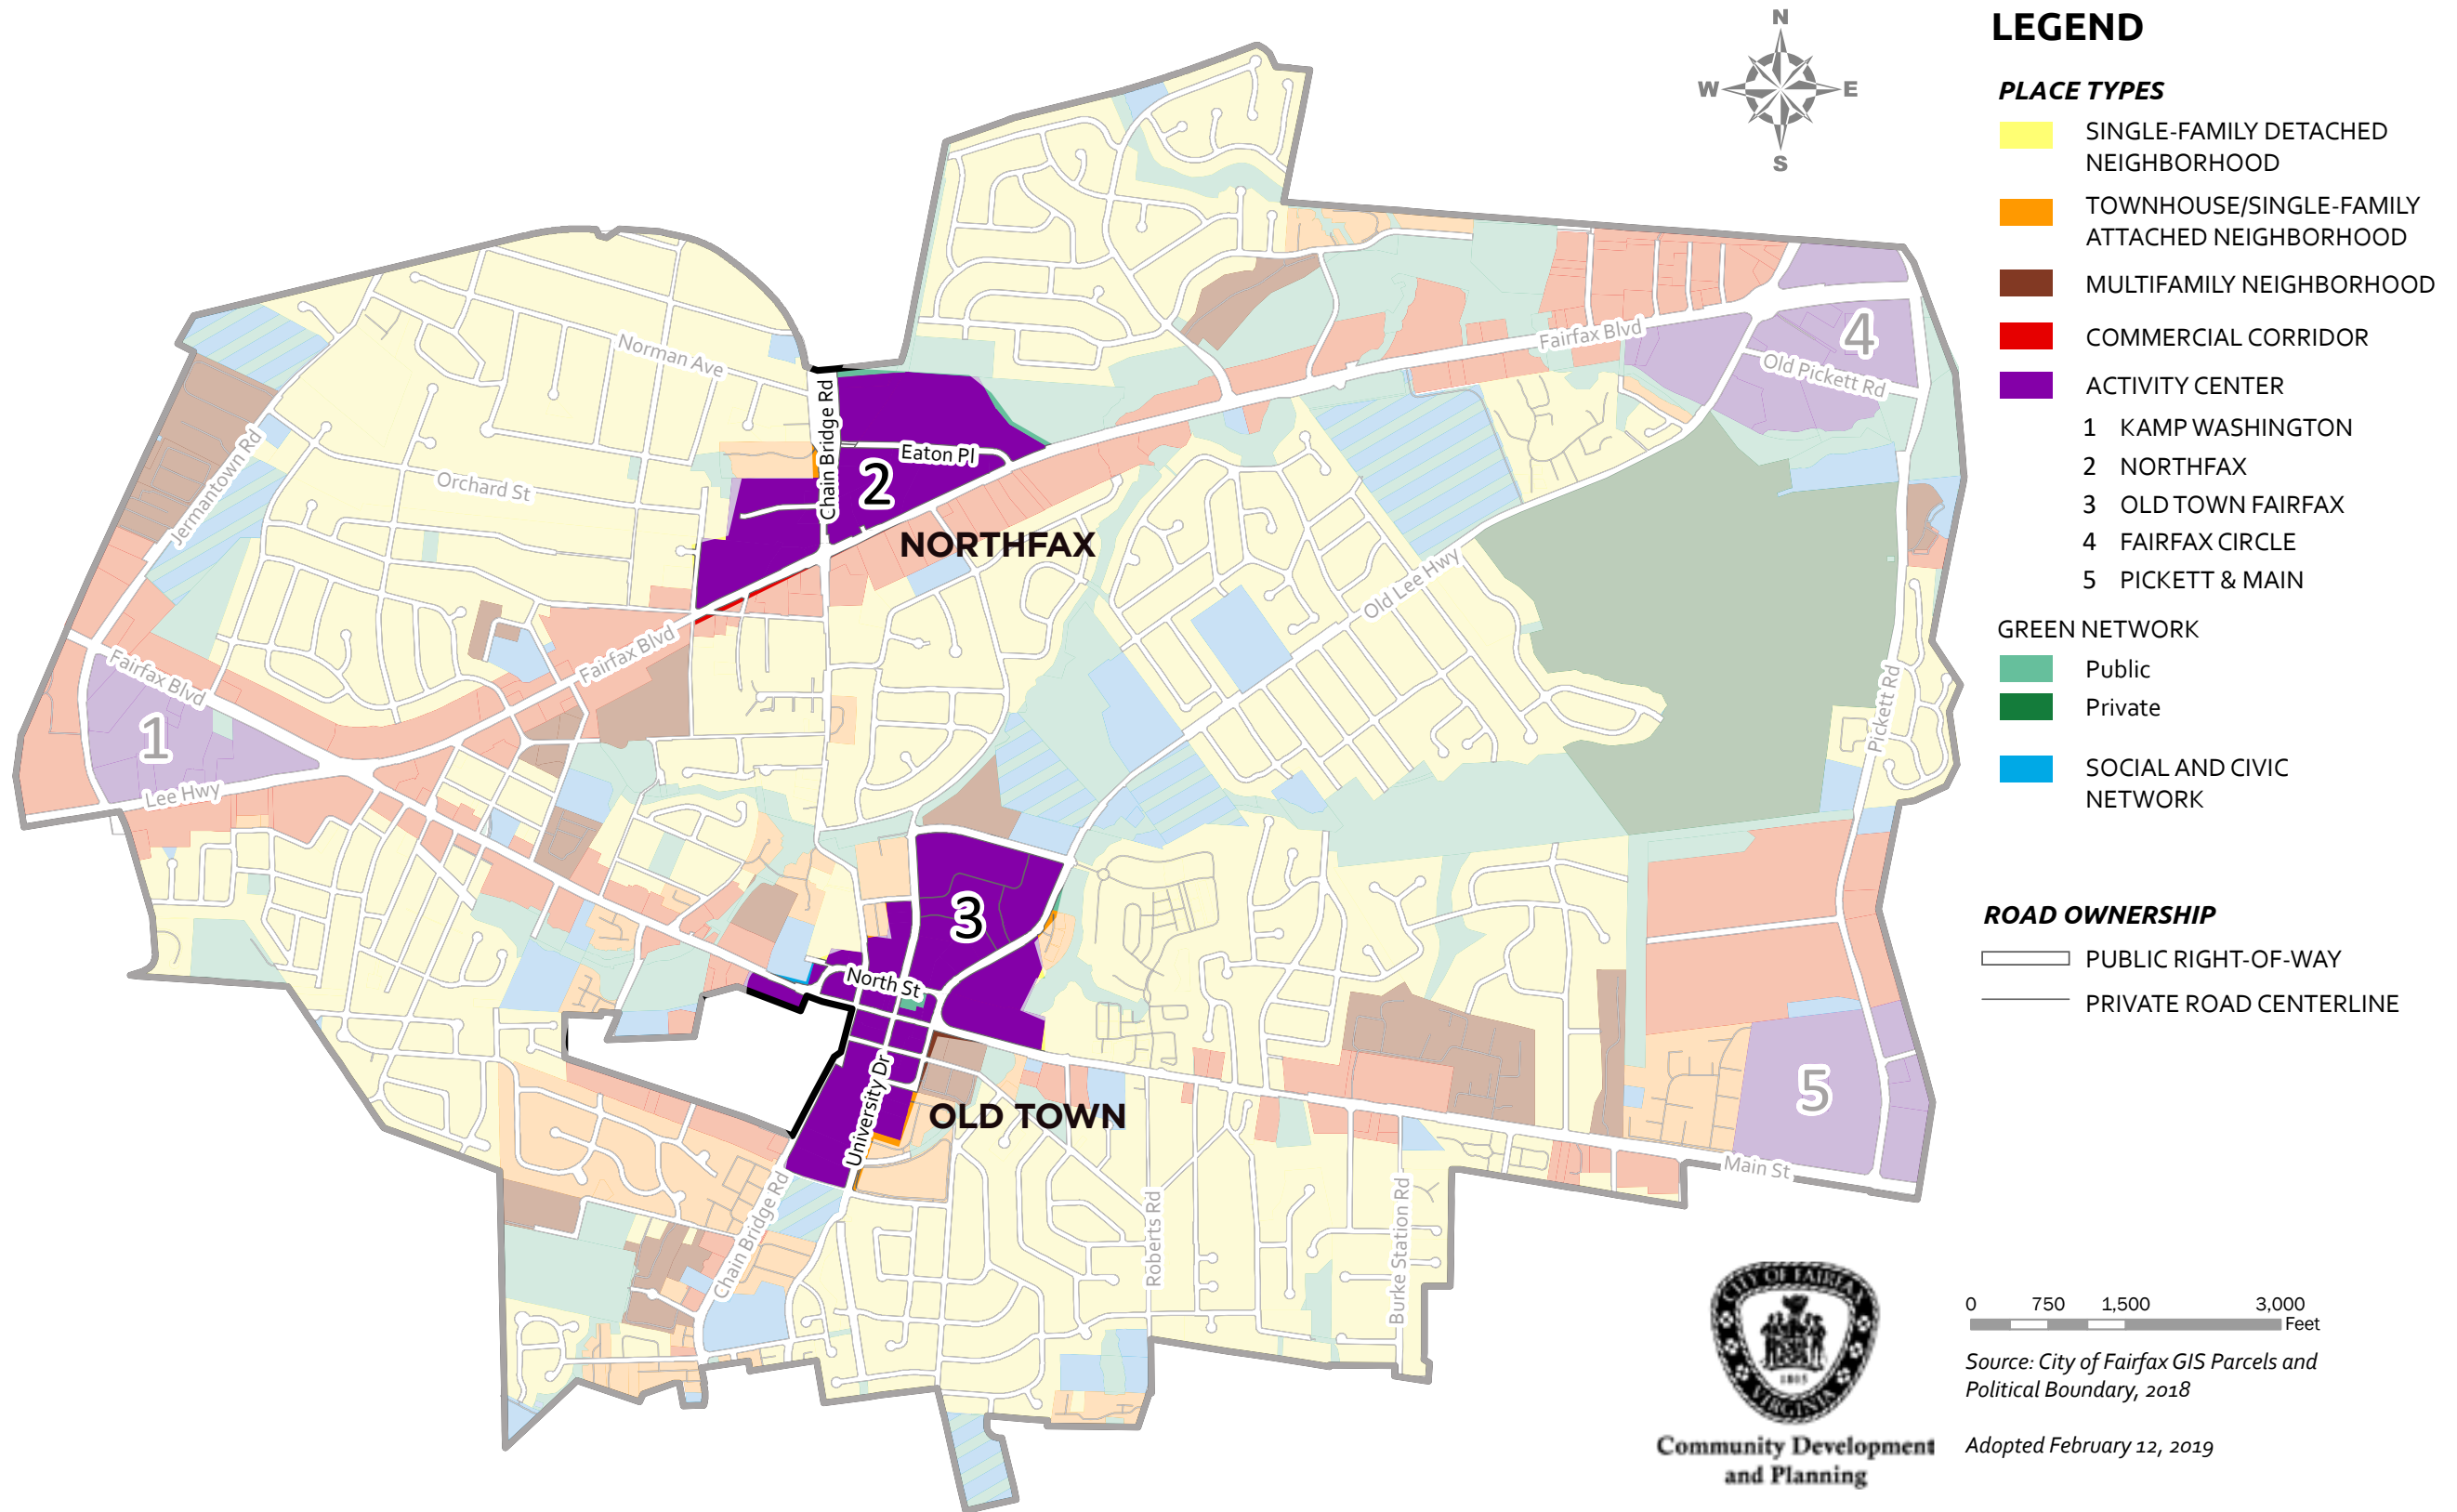 N
W
E
S
LEGEND
PLACE TYPES
SINGLE-FAMILY DETACHED
NEIGHBORHOOD
TOWNHOUSE/SINGLE-FAMILY
ATTACHED NEIGHBORHOOD
MULTIFAMILY NEIGHBORHOOD
COMMERCIAL CORRIDOR
ACTIVITY CENTER
1 KAMP WASHINGTON
2 NORTHFAX
3 OLD TOWN FAIRFAX
4 FAIRFAX CIRCLE
5 PICKETT & MAIN
GREEN NETWORK
Public
Private
SOCIAL AND CIVIC
NETWORK
ROAD OWNERSHIP
PUBLIC RIGHT-OF-WAY
PRIVATE ROAD CENTERLINE
Norman Ave
Chain Bridge Rd
Eaton Pl
2
NORTHFAX
Fairfax Blvd
4
Old Pickett Rd
Jermantown Rd
Orchard St
Old Lee Hwy
Fairfax Blvd
Fairfax Blvd
1
Lee Hwy
Pickett Rd
3
North St
University Dr
OLD TOWN
5
Main St
Chain Bridge Rd
Roberts Rd
Burke Station Rd
CITY OF FAIRFAX
1805
VIRGINIA
Community Development
and Planning
0 750 1,500 3,000
Feet
Source: City of Fairfax GIS Parcels and
Political Boundary, 2018
Adopted February 12, 2019